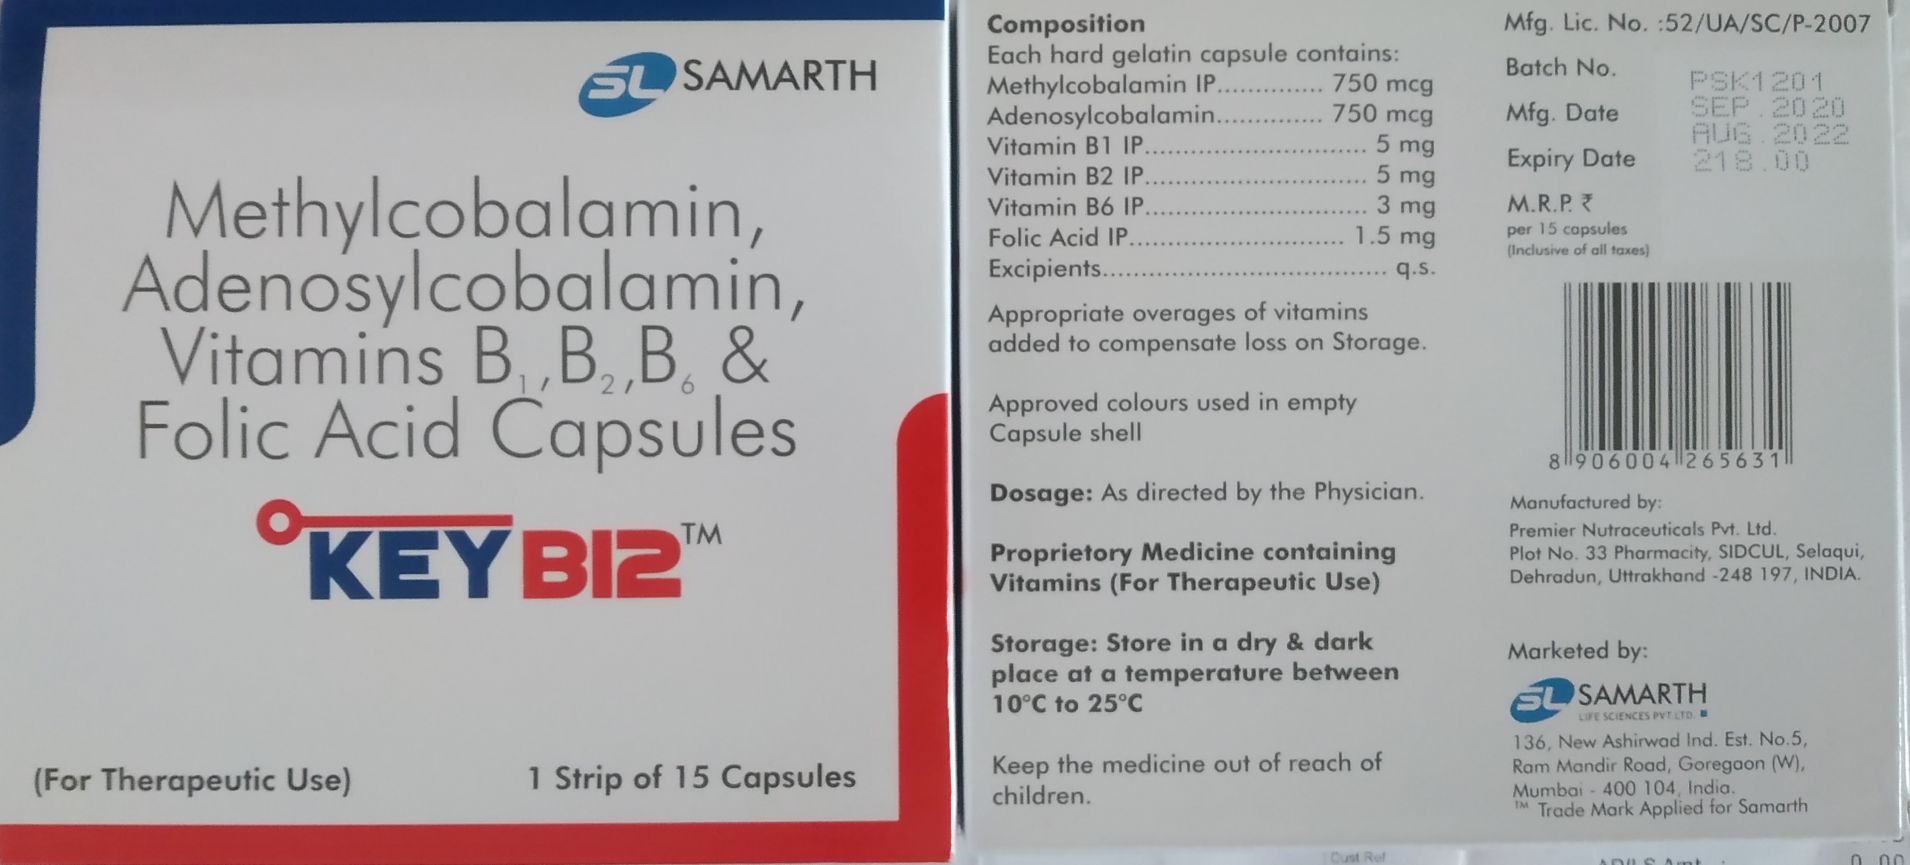 SL SAMARTH
Methylcobalamin,
Adenosylcobalamin,
Vitamins B1,B2,B6 &
Folic Acid Capsules
KEYB12™
(For Therapeutic Use)
1 Strip of 15 Capsules
Composition
Each hard gelatin capsule contains:
Methylcobalamin IP.............. 750 mcg
Adenosylcobalamin.............. 750 mcg
Vitamin B1 IP............................. 5 mg
Vitamin B2 IP............................. 5 mg
Vitamin B6 IP............................. 3 mg
Folic Acid IP............................ 1.5 mg
Excipients..................................... q.s.
Appropriate overages of vitamins
added to compensate loss on Storage.
Approved colours used in empty
Capsule shell
Dosage: As directed by the Physician.
Proprietory Medicine containing
Vitamins (For Therapeutic Use)
Storage: Store in a dry & dark
place at a temperature between
10°C to 25°C
Keep the medicine out of reach of
children.
Mfg. Lic. No. :52/UA/SC/P-2007
Batch No.
PSK1201
Mfg. Date
SEP.2020
AUG.2022
Expiry Date
218.00
M.R.P. ₹
per 15 capsules
(Inclusive of all taxes)
8 906004 265631
Manufactured by:
Premier Nutraceuticals Pvt. Ltd.
Plot No. 33 Pharmacity, SIDCUL, Selaqui,
Dehradun, Uttrakhand -248 197, INDIA.
Marketed by:
SL SAMARTH
LIFE SCIENCES PVT.LTD.
136, New Ashirwad Ind. Est. No.5,
Ram Mandir Road, Goregaon (W),
Mumbai - 400 104, India.
™ Trade Mark Applied for Samarth
Cust Ref